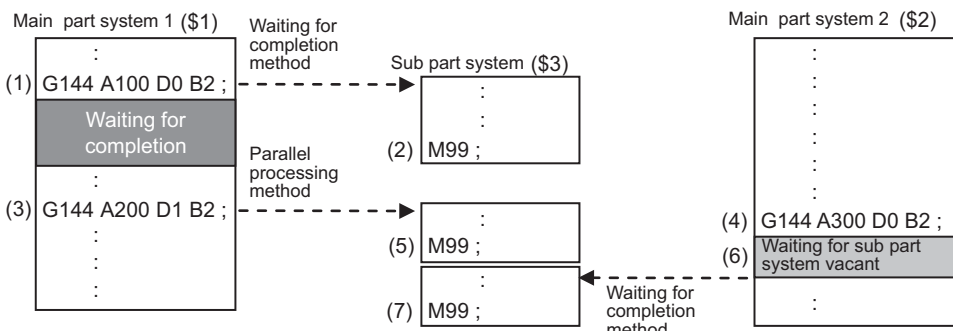 Main part system 1 ($1)
:
(1) G144 A100 D0 B2 ;
Waiting for
completion
:
(3) G144 A200 D1 B2 ;
:
:
:
Waiting for
completion
method
Parallel
processing
method
Sub part system ($3)
:
:
(2) M99 ;
:
(5) M99 ;
:
(7) M99 ;
Waiting for
completion
method
Main part system 2 ($2)
:
:
:
:
:
:
(4) G144 A300 D0 B2 ;
(6) Waiting for sub part
system vacant
: